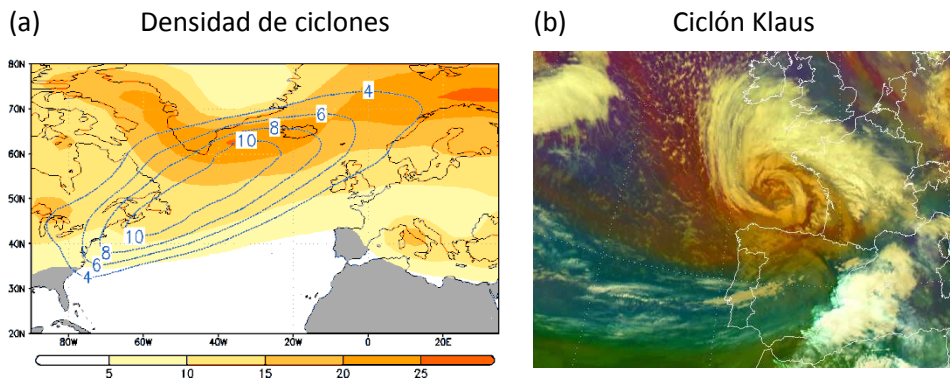 (a) Densidad de ciclones
80N
70N
60N
50N
40N
30N
20N
80W 60W 40W 20W 0 20E
4
6
8
10
10
8
6
4
5 10 15 20 25
(b) Ciclón Klaus